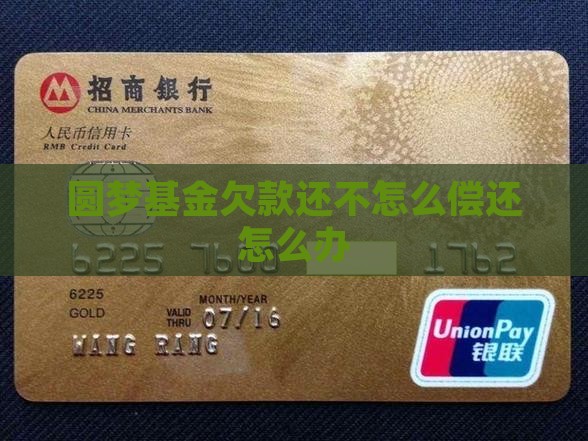 招商銀行
CHINA MERCHANTS BANK
人民币信用卡
RMB Credit Card
圆梦基金欠款还不怎么偿还
怎么办
6225 1762
6225
MONTH/YEAR
GOLD
VALID THRU 07/16
WANG RANG
UnionPay
银联